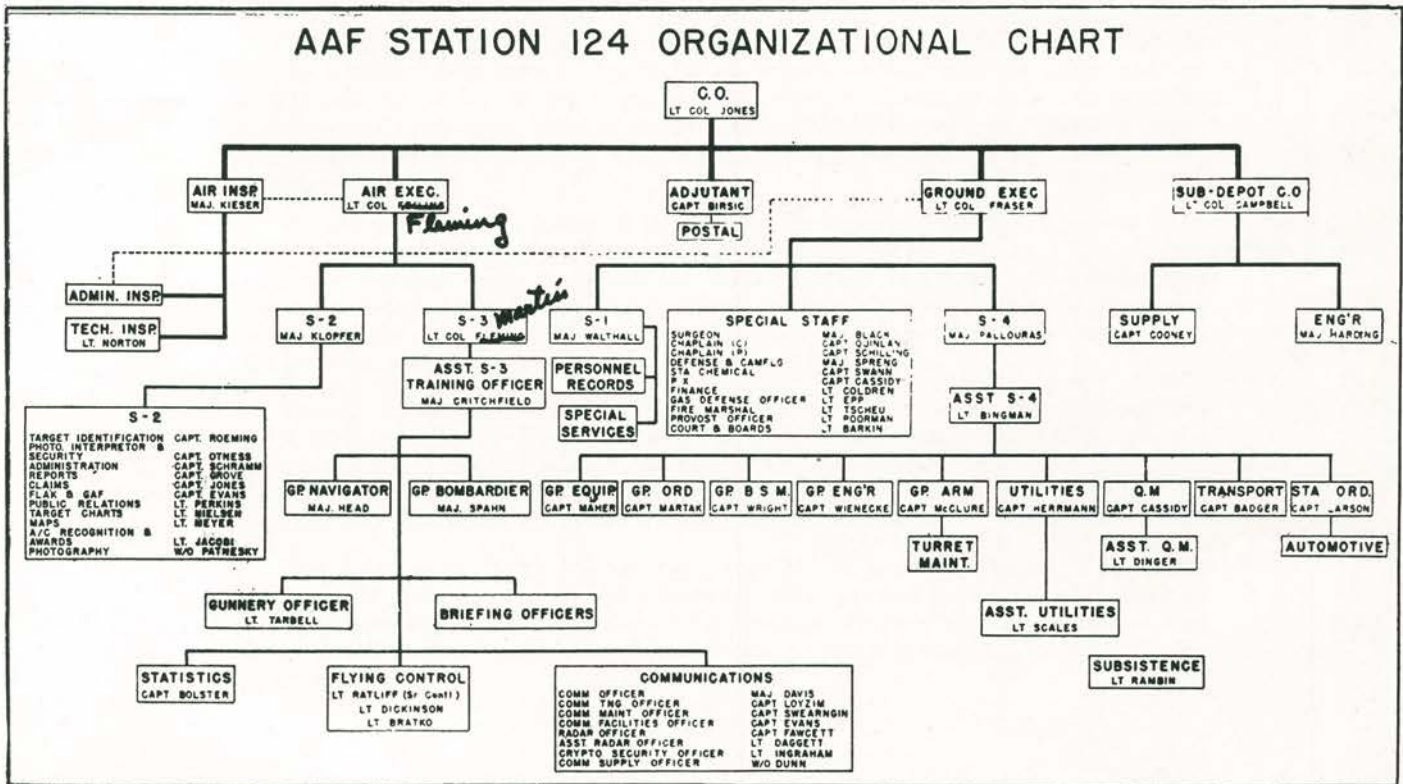 AAF STATION 124 ORGANIZATIONAL CHART
C.O.
LT COL JONES
AIR INSP.
MAJ. KIESER
AIR EXEC.
LT COL
Fleming
ADJUTANT
CAPT BIRSIC
POSTAL
GROUND EXEC
LT COL FRASER
SUB-DEPOT C.O
LT COL CAMPBELL
ADMIN. INSP.
TECH. INSP.
LT. NORTON
S-2
MAJ. KLOPFER
S-3
Martin
LT COL FLEMING
ASST. S-3
TRAINING OFFICER
MAJ CRITCHFIELD
S-1
MAJ WALTHALL
PERSONNEL
RECORDS
SPECIAL
SERVICES
SPECIAL STAFF
SURGEON MAJ BLACK
CHAPLAIN (C) CAPT QUINLAN
CHAPLAIN (P) CAPT SCHILLING
DEFENSE & CAMFLG MAJ SPRENG
STA CHEMICAL CAPT SWANN
P X CAPT CASSIDY
FINANCE LT COLDREN
GAS DEFENSE OFFICER LT EPP
FIRE MARSHAL LT TSCHEU
PROVOST OFFICER LT POORMAN
COURT & BOARDS LT BARKIN
S-4
MAJ PALLOURAS
ASST S-4
LT BINGMAN
SUPPLY
CAPT COONEY
ENG'R
MAJ HARDING
S-2
TARGET IDENTIFICATION CAPT. ROEMING
PHOTO. INTERPRETOR &
SECURITY CAPT. OTNESS
ADMINISTRATION CAPT. SCHRAMM
REPORTS CAPT. GROVE
CLAIMS CAPT. JONES
FLAK & GAF CAPT. EVANS
PUBLIC RELATIONS LT. PERKINS
TARGET CHARTS LT. NIELSEN
MAPS LT. MEYER
A/C RECOGNITION &
AWARDS LT. JACOBI
PHOTOGRAPHY W/O PATNESKY
GP. NAVIGATOR
MAJ. HEAD
GP. BOMBARDIER
MAJ. SPAHN
GP. EQUIP.
CAPT MAHER
GP. ORD
CAPT MARTAK
GP. B S M.
CAPT WRIGHT
GP. ENG'R
CAPT WIENECKE
GP. ARM
CAPT McCLURE
TURRET
MAINT.
UTILITIES
CAPT HERRMANN
Q.M
CAPT CASSIDY
ASST. Q.M.
LT DINGER
TRANSPORT
CAPT BADGER
STA ORD.
CAPT LARSON
AUTOMOTIVE
GUNNERY OFFICER
LT. TARBELL
BRIEFING OFFICERS
ASST. UTILITIES
LT SCALES
SUBSISTENCE
LT RAMBIN
STATISTICS
CAPT BOLSTER
FLYING CONTROL
LT RATLIFF (Sr Contl)
LT DICKINSON
LT BRATKO
COMMUNICATIONS
COMM OFFICER MAJ DAVIS
COMM TNG OFFICER CAPT LOYZIM
COMM MAINT OFFICER CAPT SWEARNGIN
COMM FACILITIES OFFICER CAPT EVANS
RADAR OFFICER CAPT FAWCETT
ASST RADAR OFFICER LT DAGGETT
CRYPTO SECURITY OFFICER LT INGRAHAM
COMM SUPPLY OFFICER W/O DUNN